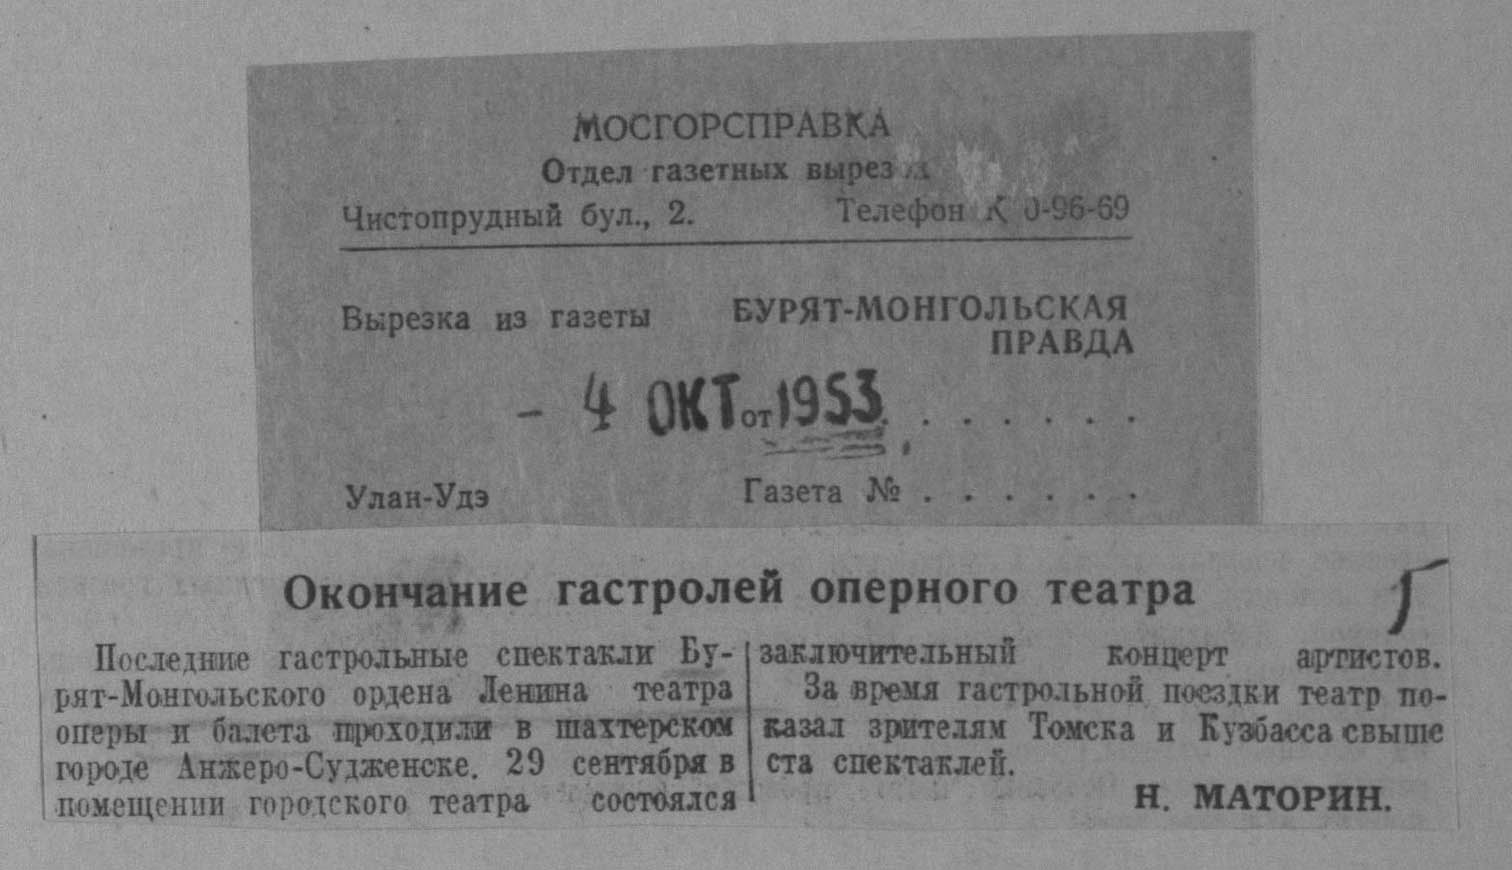 МОСГОРСПРАВКА
Отдел газетных вырезок
Чистопрудный бул., 2. Телефон К 0-96-69
Вырезка из газеты БУРЯТ-МОНГОЛЬСКАЯ
ПРАВДА
- 4 ОКТ от 1953 . . . . . . .
Улан-Удэ Газета № . . . . . .
Окончание гастролей оперного театра
Последние гастрольные спектакли Бу-
рят-Монгольского ордена Ленина театра
оперы и балета проходили в шахтерском
городе Анжеро-Судженске. 29 сентября в
помещении городского театра состоялся
заключительный концерт артистов.
За время гастрольной поездки театр по-
казал зрителям Томска и Кузбасса свыше
ста спектаклей.
Н. МАТОРИН.